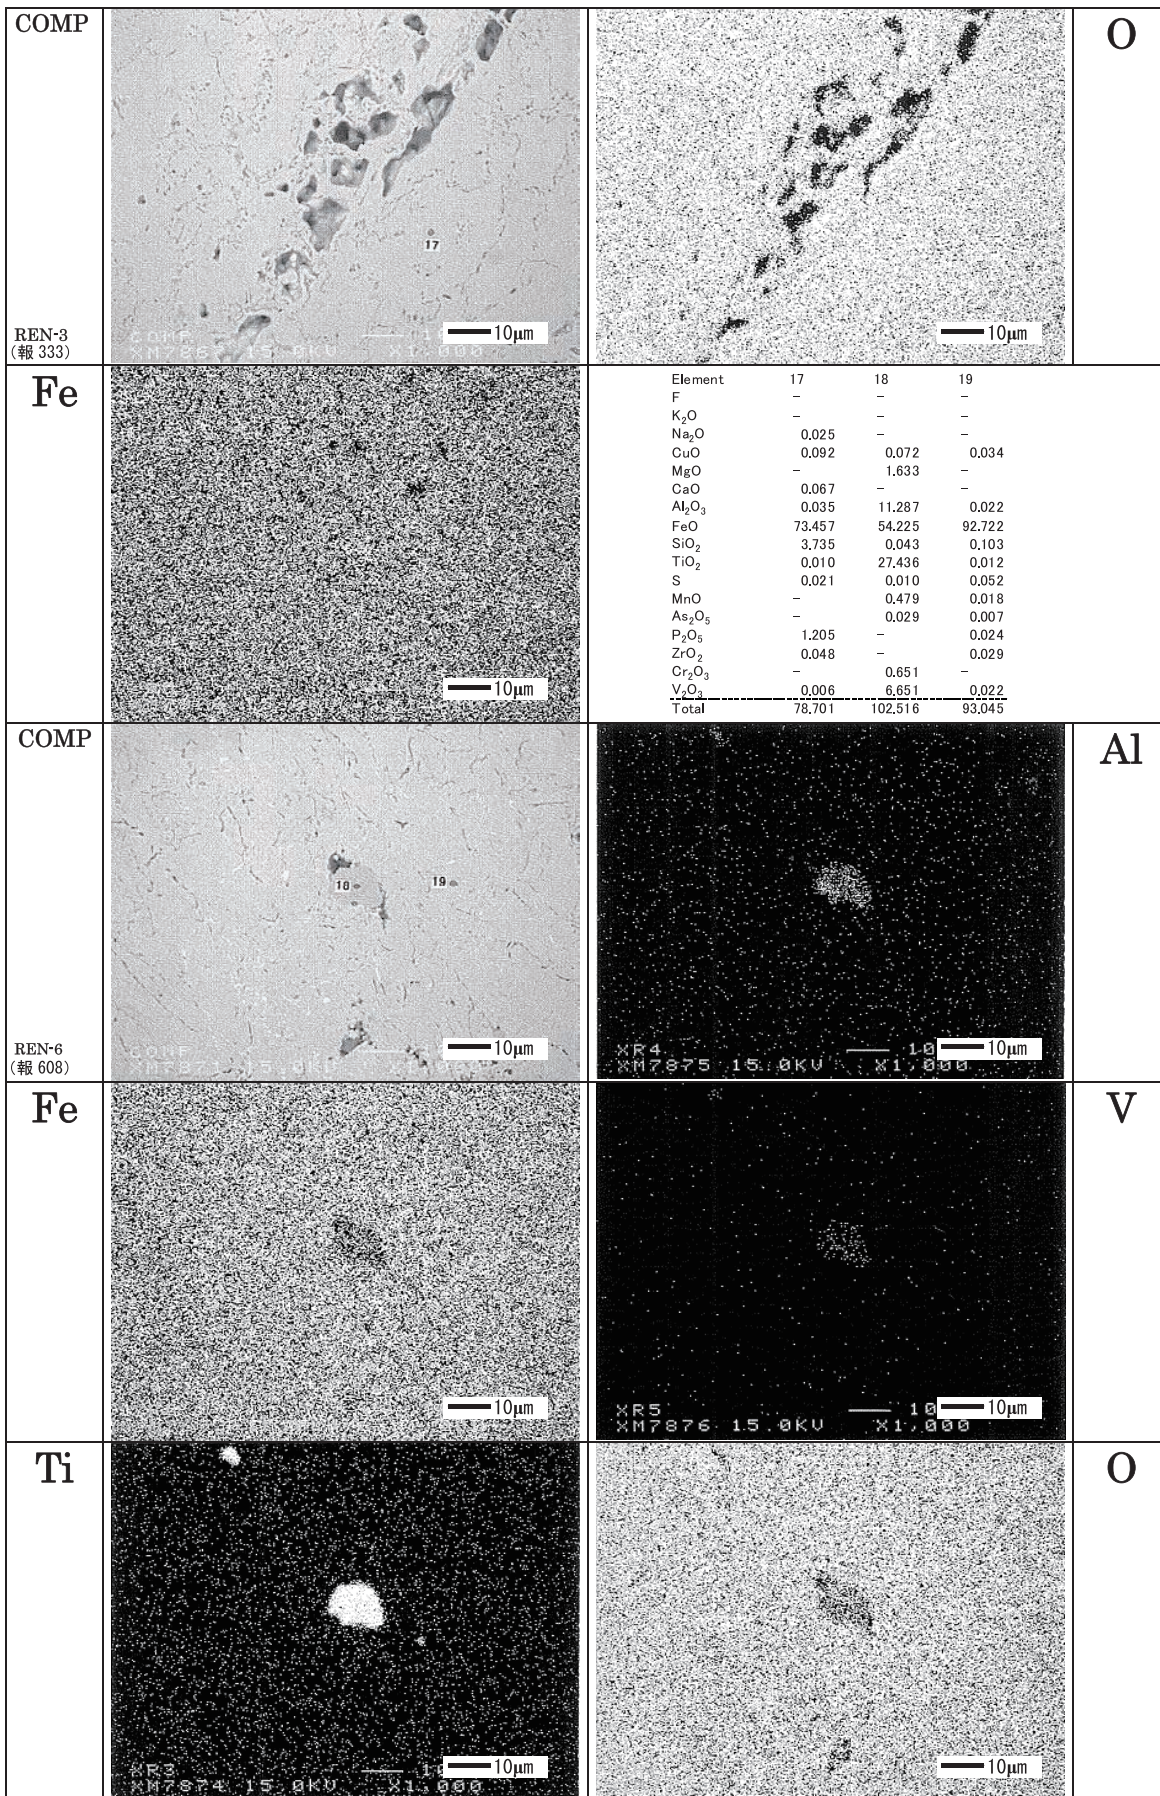 COMP
O
17
REN-3
(報 333)
10μm
10μm
Fe
10μm
Element 17 18 19
F – – –
K₂O – – –
Na₂O 0.025 – –
CuO 0.092 0.072 0.034
MgO – 1.633 –
CaO 0.067 – –
Al₂O₃ 0.035 11.287 0.022
FeO 73.457 54.225 92.722
SiO₂ 3.735 0.043 0.103
TiO₂ 0.010 27.436 0.012
S 0.021 0.010 0.052
MnO – 0.479 0.018
As₂O₅ – 0.029 0.007
P₂O₅ 1.205 – 0.024
ZrO₂ 0.048 – 0.029
Cr₂O₃ – 0.651 –
V₂O₃ 0.006 6.651 0.022
Total 78.701 102.516 93.045
COMP
Al
18
19
REN-6
(報 608)
10μm
XR4 10
10μm
XM7875 15.0KV X1,000
Fe
V
10μm
XR5 10
10μm
XM7876 15.0KV X1,000
Ti
O
XR3
10μm
XM7874 15.0KV X1,000
10μm